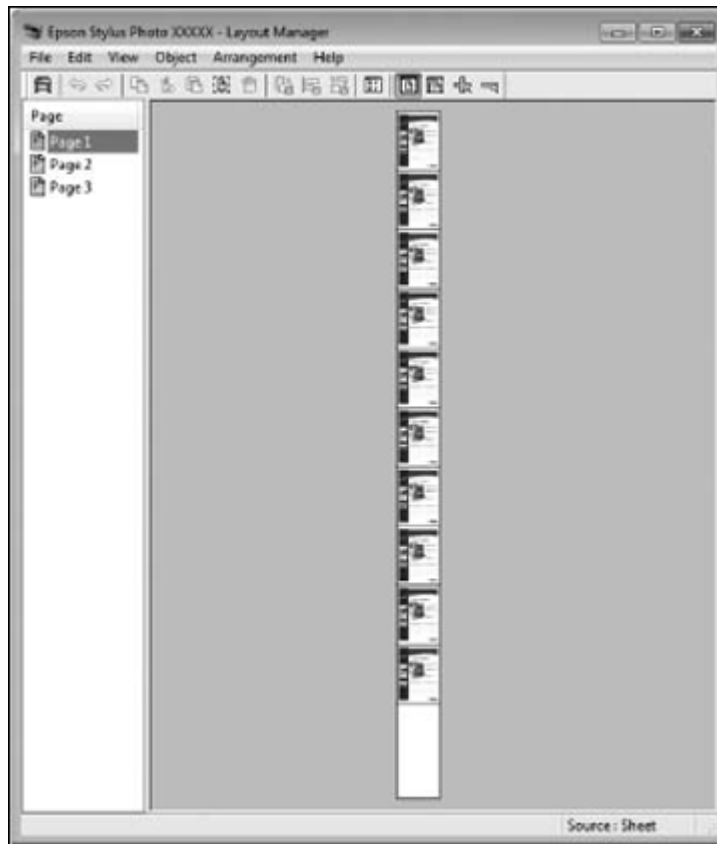 Epson Stylus Photo XXXXX - Layout Manager
File Edit View Object Arrangement Help
Page
Page 1
Page 2
Page 3
Source : Sheet